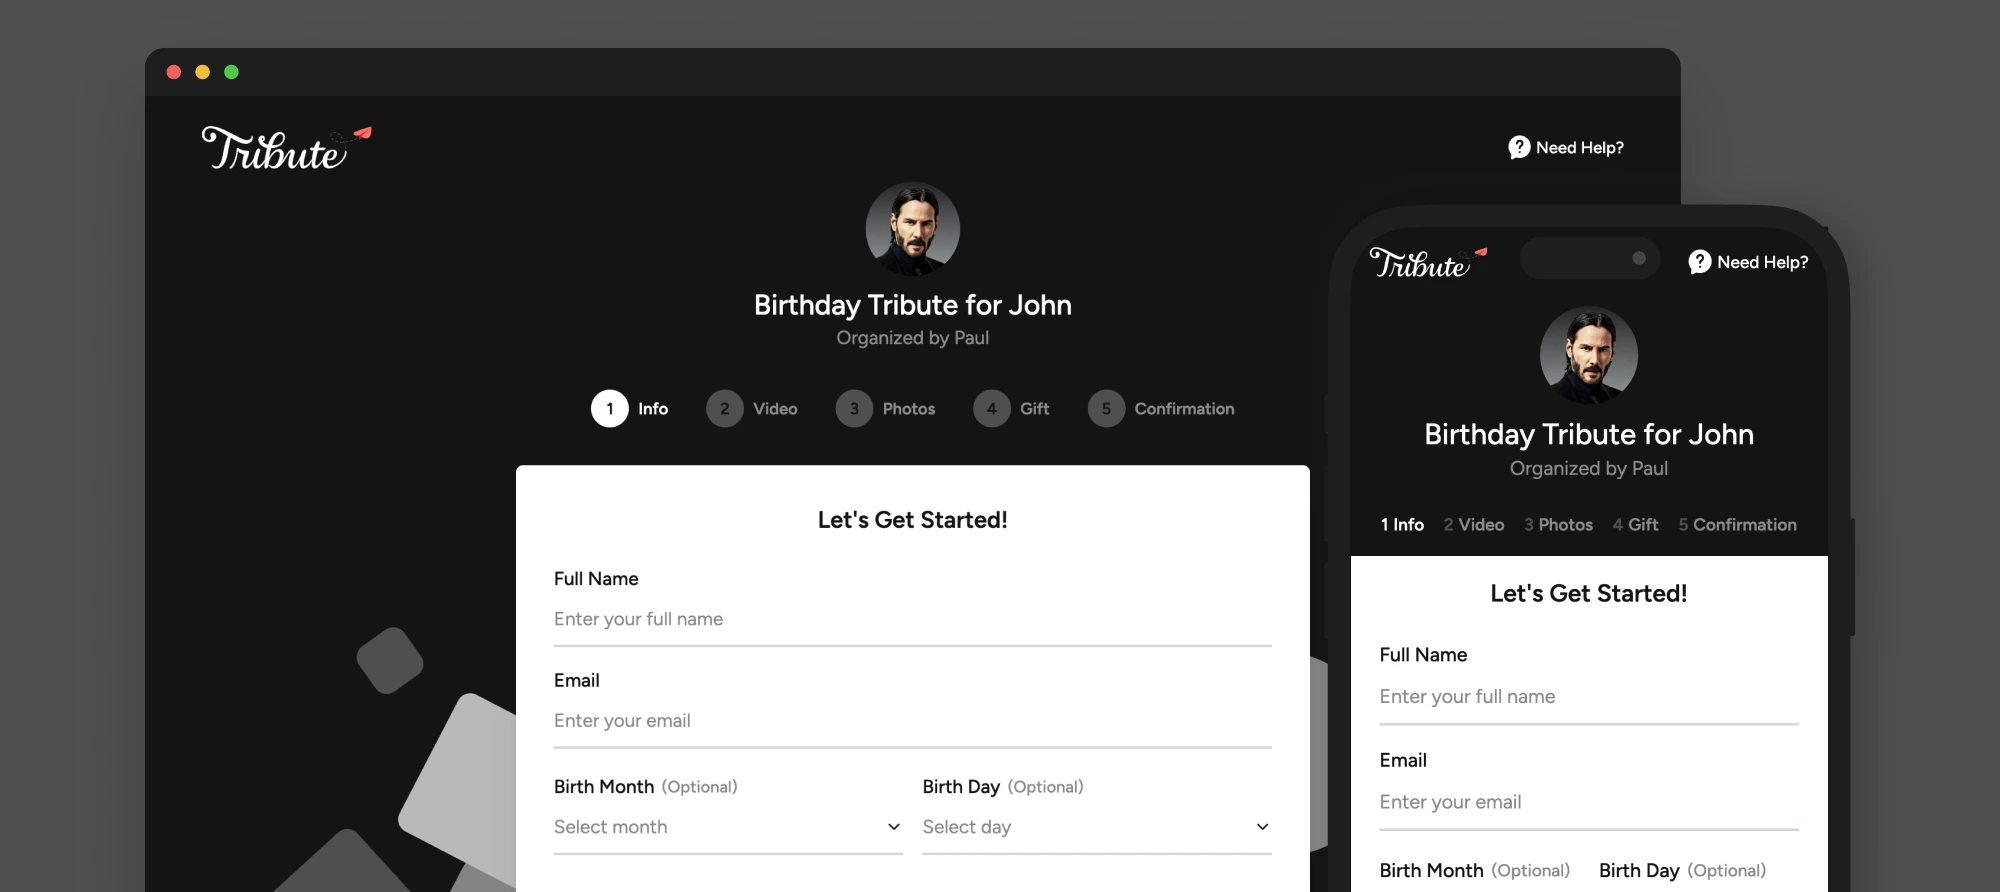 Tribute
Need Help?
Birthday Tribute for John
Organized by Paul
1 Info 2 Video 3 Photos 4 Gift 5 Confirmation
Let's Get Started!
Full Name
Enter your full name
Email
Enter your email
Birth Month (Optional) Birth Day (Optional)
Select month Select day
Tribute
Need Help?
Birthday Tribute for John
Organized by Paul
1 Info 2 Video 3 Photos 4 Gift 5 Confirmation
Let's Get Started!
Full Name
Enter your full name
Email
Enter your email
Birth Month (Optional) Birth Day (Optional)